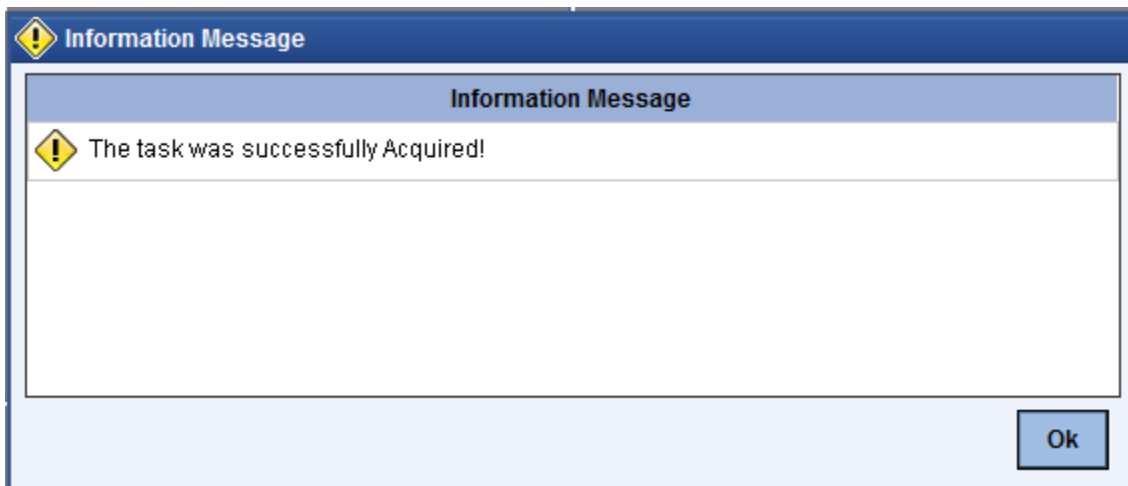 Information Message
Information Message
The task was successfully Acquired!
Ok